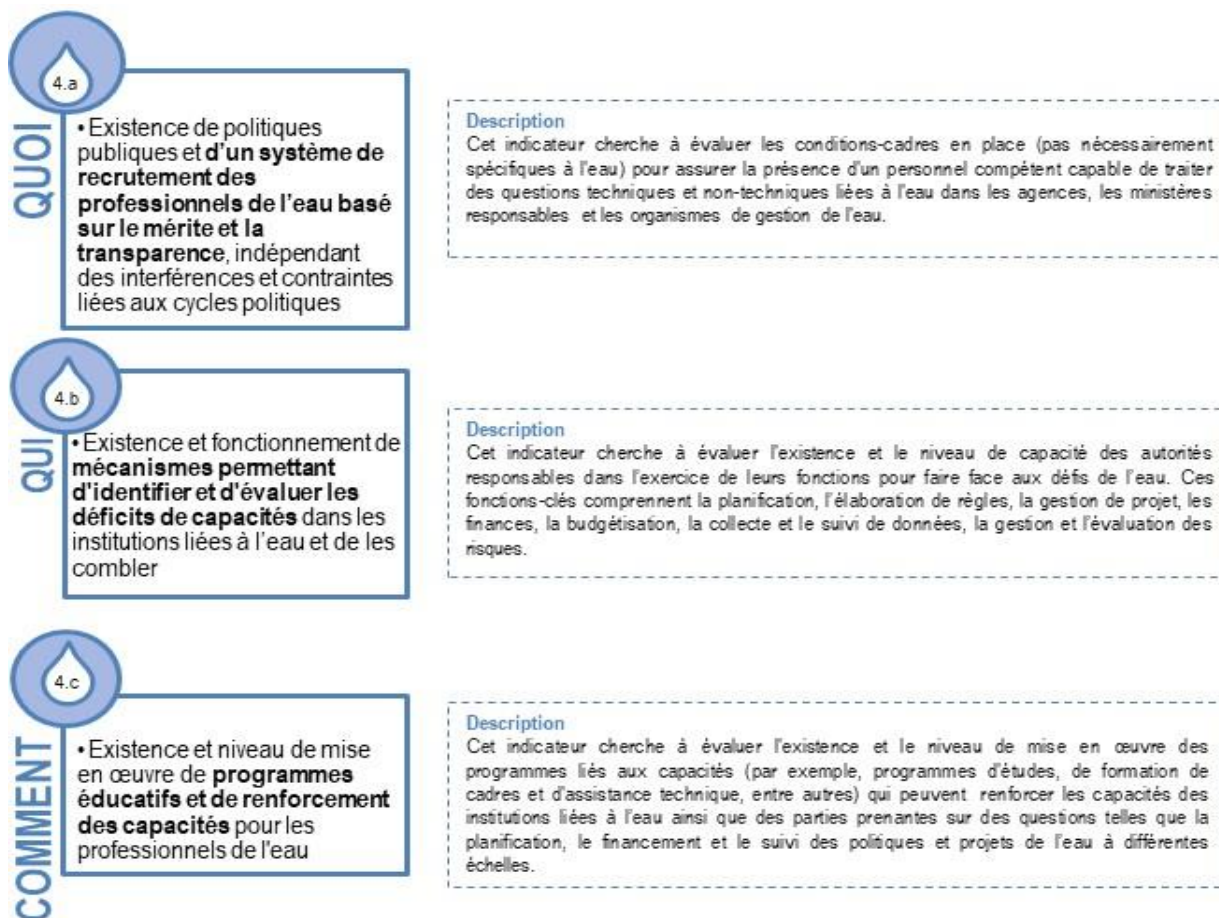 4.a
QUOI
• Existence de politiques
publiques et d'un système de
recrutement des
professionnels de l'eau basé
sur le mérite et la
transparence, indépendant
des interférences et contraintes
liées aux cycles politiques
Description
Cet indicateur cherche à évaluer les conditions-cadres en place (pas nécessairement
spécifiques à l'eau) pour assurer la présence d'un personnel compétent capable de traiter
des questions techniques et non-techniques liées à l'eau dans les agences, les ministères
responsables et les organismes de gestion de l'eau.
4.b
QUI
• Existence et fonctionnement de
mécanismes permettant
d'identifier et d'évaluer les
déficits de capacités dans les
institutions liées à l'eau et de les
combler
Description
Cet indicateur cherche à évaluer l'existence et le niveau de capacité des autorités
responsables dans l'exercice de leurs fonctions pour faire face aux défis de l'eau. Ces
fonctions-clés comprennent la planification, l'élaboration de règles, la gestion de projet, les
finances, la budgétisation, la collecte et le suivi de données, la gestion et l'évaluation des
risques.
4.c
COMMENT
• Existence et niveau de mise
en œuvre de programmes
éducatifs et de renforcement
des capacités pour les
professionnels de l'eau
Description
Cet indicateur cherche à évaluer l'existence et le niveau de mise en œuvre des
programmes liés aux capacités (par exemple, programmes d'études, de formation de
cadres et d'assistance technique, entre autres) qui peuvent renforcer les capacités des
institutions liées à l'eau ainsi que des parties prenantes sur des questions telles que la
planification, le financement et le suivi des politiques et projets de l'eau à différentes
échelles.